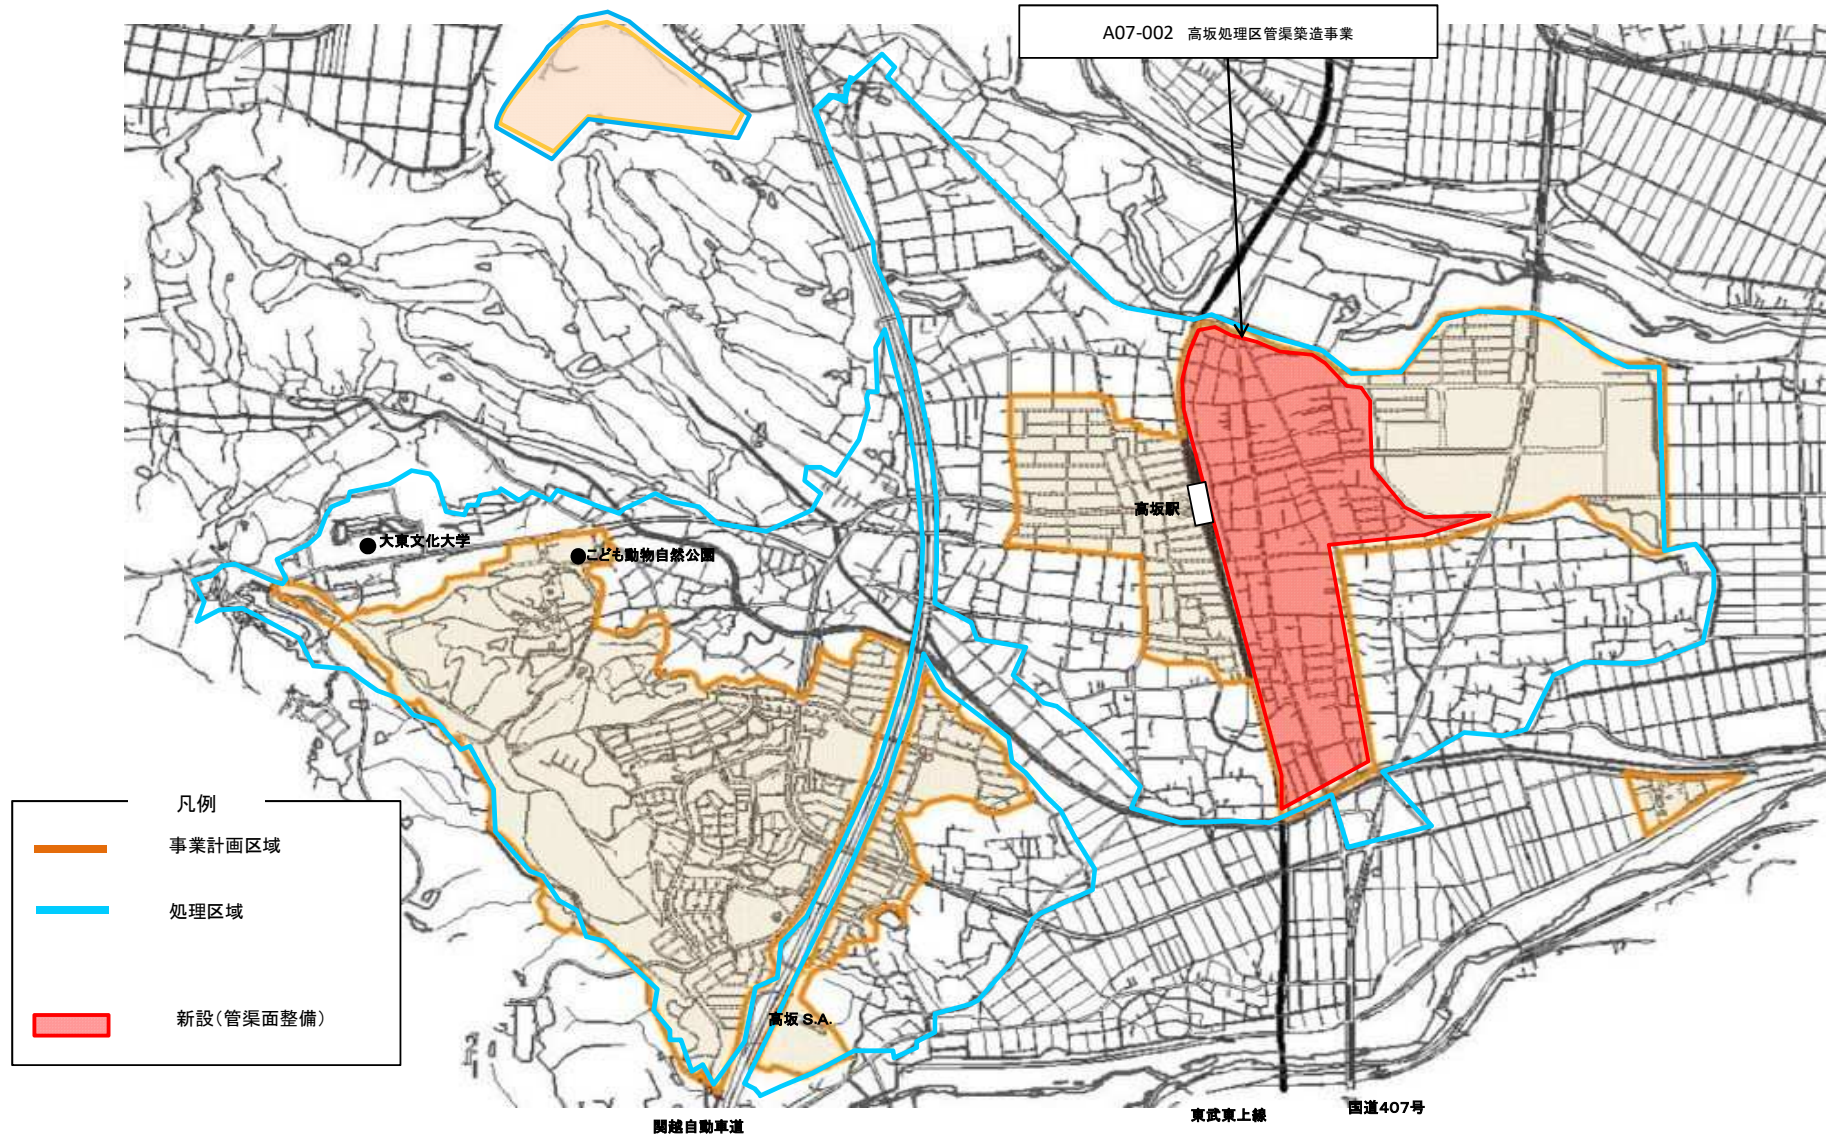 A07-002 高坂処理区管渠築造事業
高坂駅
大東文化大学
こども動物自然公園
凡例
事業計画区域
処理区域
新設(管渠面整備)
高坂 S.A.
関越自動車道
東武東上線
国道407号